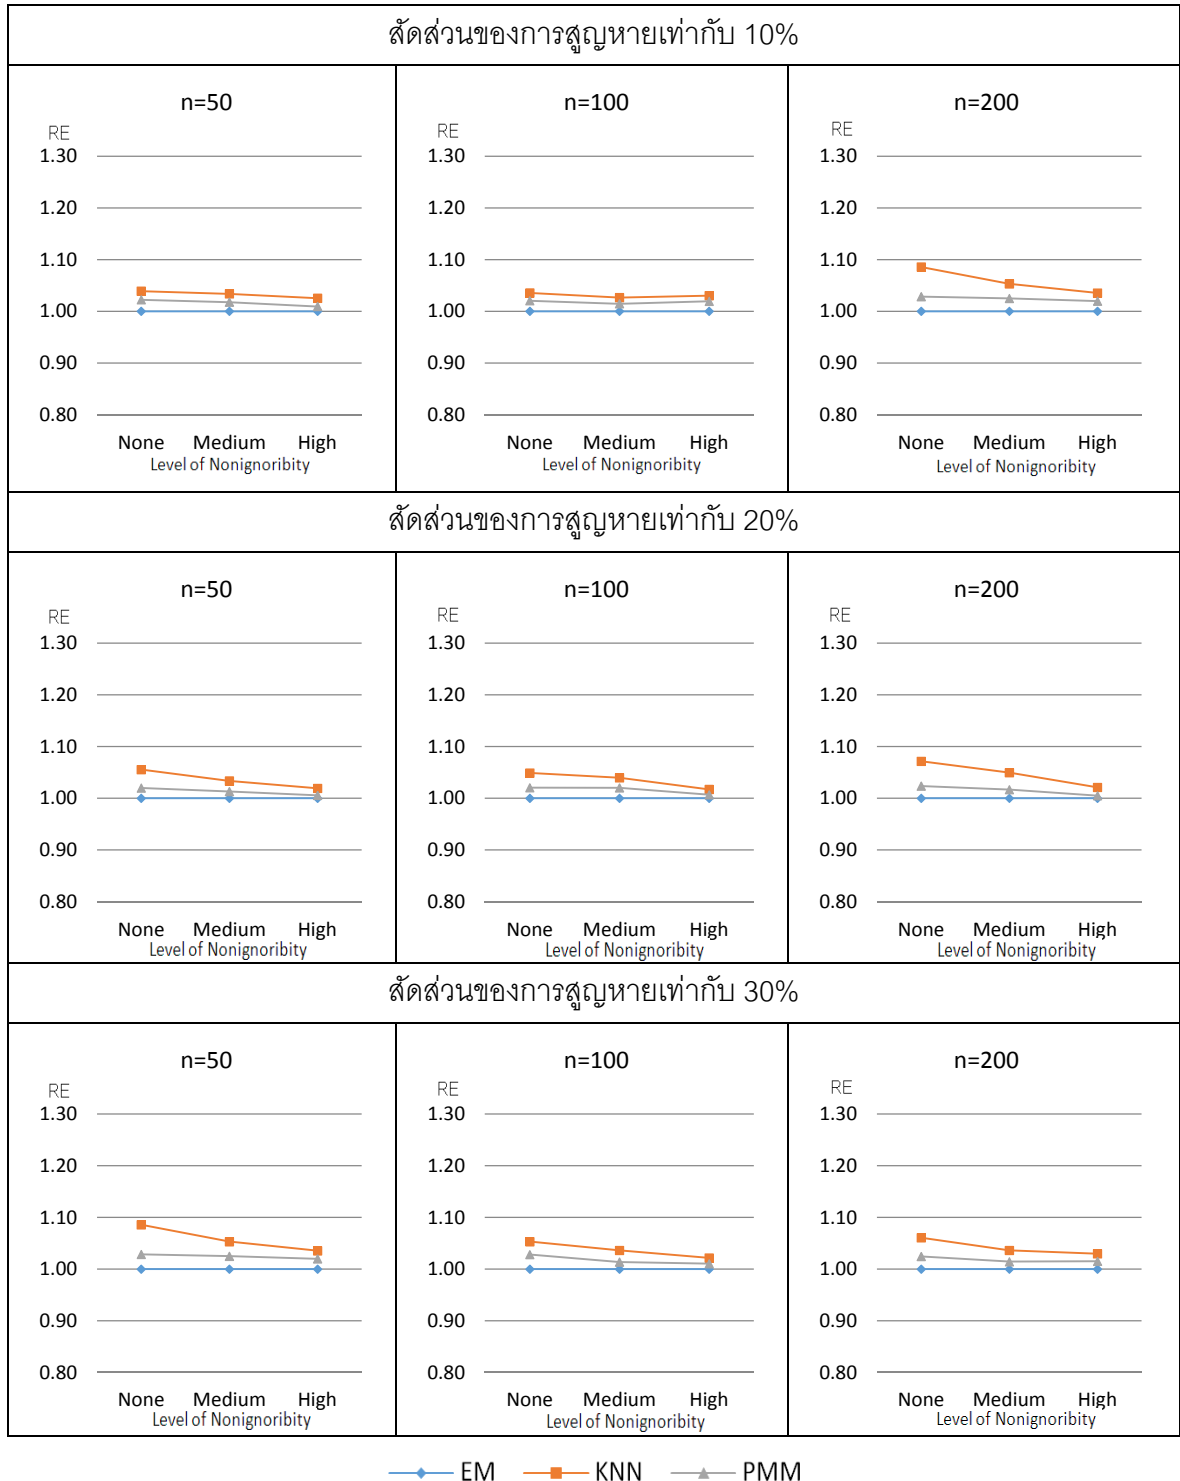 สัดส่วนของการสูญหายเท่ากับ 10%
n=50
RE
1.30
1.20
1.10
1.00
0.90
0.80
None Medium High
Level of Nonignoribity
n=100
RE
1.30
1.20
1.10
1.00
0.90
0.80
None Medium High
Level of Nonignoribity
n=200
RE
1.30
1.20
1.10
1.00
0.90
0.80
None Medium High
Level of Nonignoribity
สัดส่วนของการสูญหายเท่ากับ 20%
n=50
RE
1.30
1.20
1.10
1.00
0.90
0.80
None Medium High
Level of Nonignoribity
n=100
RE
1.30
1.20
1.10
1.00
0.90
0.80
None Medium High
Level of Nonignoribity
n=200
RE
1.30
1.20
1.10
1.00
0.90
0.80
None Medium High
Level of Nonignoribity
สัดส่วนของการสูญหายเท่ากับ 30%
n=50
RE
1.30
1.20
1.10
1.00
0.90
0.80
None Medium High
Level of Nonignoribity
n=100
RE
1.30
1.20
1.10
1.00
0.90
0.80
None Medium High
Level of Nonignoribity
n=200
RE
1.30
1.20
1.10
1.00
0.90
0.80
None Medium High
Level of Nonignoribity
EM KNN PMM